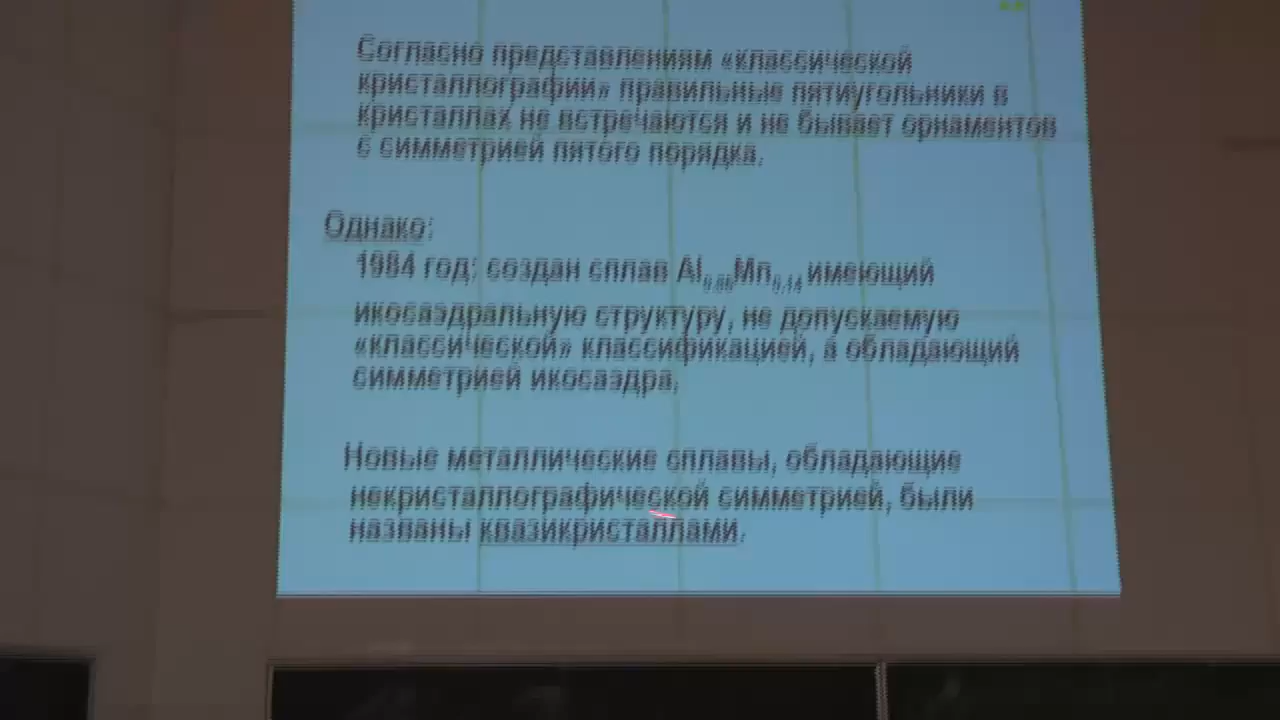 Согласно представлениям «классической
кристаллографии» правильные пятиугольники в
кристаллах не встречаются и не бывает орнаментов
с симметрией пятого порядка.
Однако:
1984 год: создан сплав Al Mn имеющий
икосаэдральную структуру, не допускаемую
«классической» классификацией, а обладающий
симметрией икосаэдра.
Новые металлические сплавы, обладающие
некристаллографической симметрией, были
названы квазикристаллами.